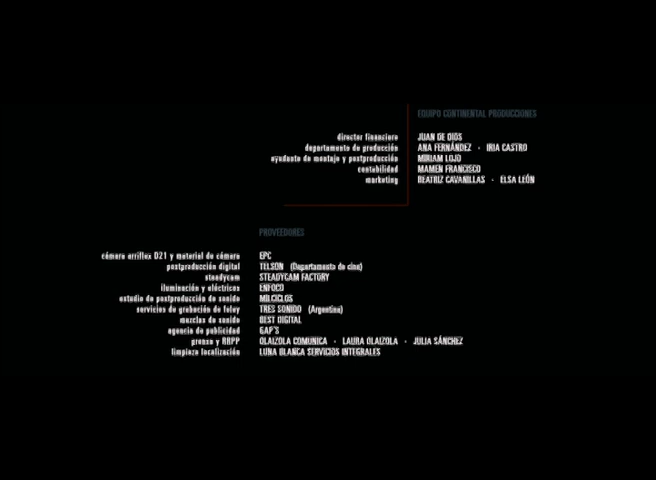 EQUIPO CONTINENTAL PRODUCCIONES
director financiero JUAN DE DIOS
departamento de producción ANA FERNÁNDEZ · IRIA CASTRO
ayudante de montaje y postproducción MIRIAM LOJO
contabilidad MAMEN FRANCISCO
marketing BEATRIZ CAVANILLAS · ELSA LEÓN
PROVEEDORES
cámara arriflex D21 y material de cámara EPC
postproducción digital TELSON (Departamento de cine)
steadycam STEADYCAM FACTORY
iluminación y eléctricos ENFOCO
estudio de postproducción de sonido MILCICLOS
servicios de grabación de foley TRES SONIDO (Argentina)
mezclas de sonido BEST DIGITAL
agencia de publicidad GAP'S
prensa y RRPP OLAIZOLA COMUNICA · LAURA OLAIZOLA · JULIA SÁNCHEZ
limpieza localización LUNA BLANCA SERVICIOS INTEGRALES